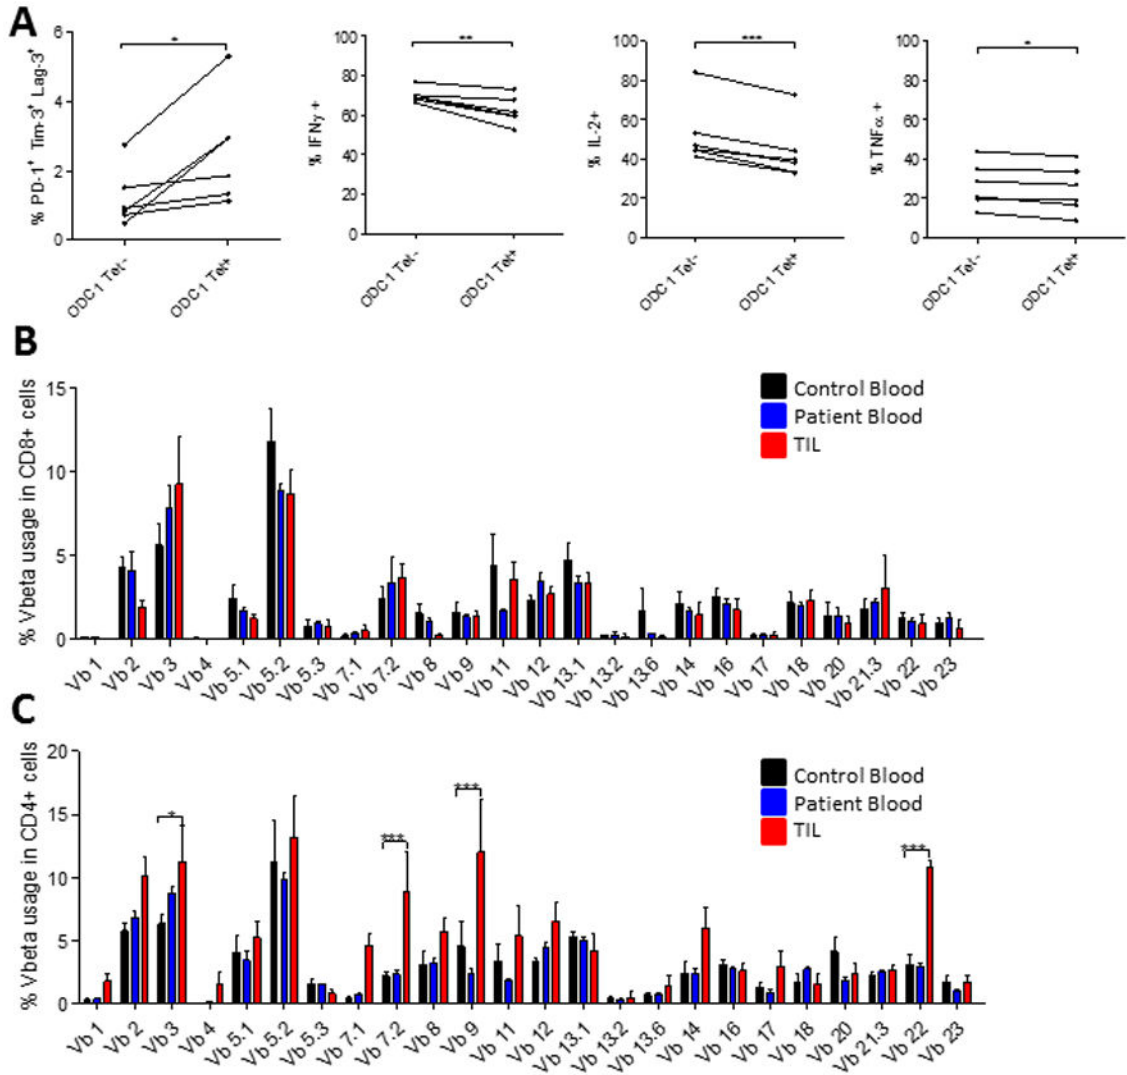 A
% PD-1+ Tim-3+ Lag-3+
6
4
2
0
*
ODC1 Tet-
ODC1 Tet+
% IFNγ +
100
80
60
40
20
0
**
ODC1 Tet-
ODC1 Tet+
% IL-2+
100
80
60
40
20
0
***
ODC1 Tet-
ODC1 Tet+
% TNFα +
100
80
60
40
20
0
*
ODC1 Tet-
ODC1 Tet+
B
% Vbeta usage in CD8+ cells
15
10
5
0
Control Blood
Patient Blood
TIL
Vb 1
Vb 2
Vb 3
Vb 4
Vb 5.1
Vb 5.2
Vb 5.3
Vb 7.1
Vb 7.2
Vb 8
Vb 9
Vb 11
Vb 12
Vb 13.1
Vb 13.2
Vb 13.6
Vb 14
Vb 16
Vb 17
Vb 18
Vb 20
Vb 21.3
Vb 22
Vb 23
C
% Vbeta usage in CD4+ cells
20
15
10
5
0
*
***
***
***
Control Blood
Patient Blood
TIL
Vb 1
Vb 2
Vb 3
Vb 4
Vb 5.1
Vb 5.2
Vb 5.3
Vb 7.1
Vb 7.2
Vb 8
Vb 9
Vb 11
Vb 12
Vb 13.1
Vb 13.2
Vb 13.6
Vb 14
Vb 16
Vb 17
Vb 18
Vb 20
Vb 21.3
Vb 22
Vb 23